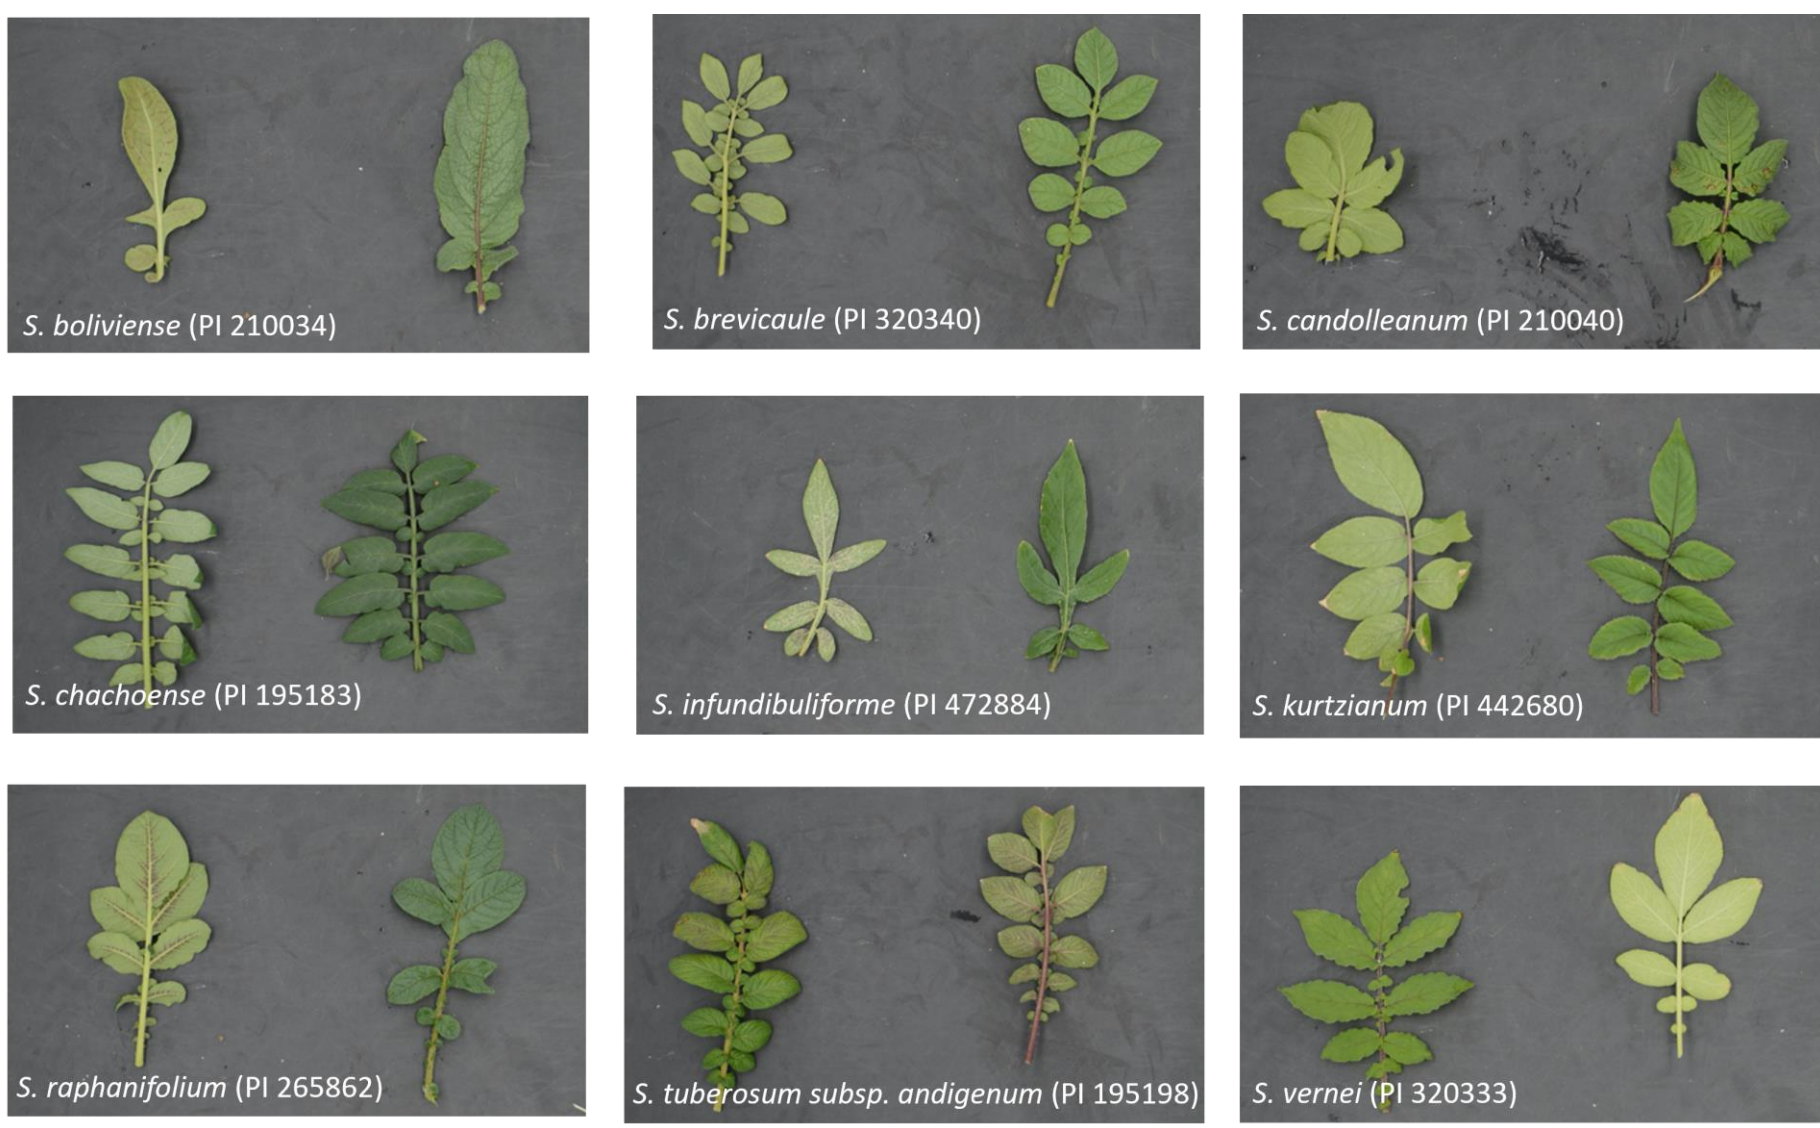 S. boliviense (PI 210034)
S. brevicaule (PI 320340)
S. candolleanum (PI 210040)
S. chachoense (PI 195183)
S. infundibuliforme (PI 472884)
S. kurtzianum (PI 442680)
S. raphanifolium (PI 265862)
S. tuberosum subsp. andigenum (PI 195198)
S. vernei (PI 320333)